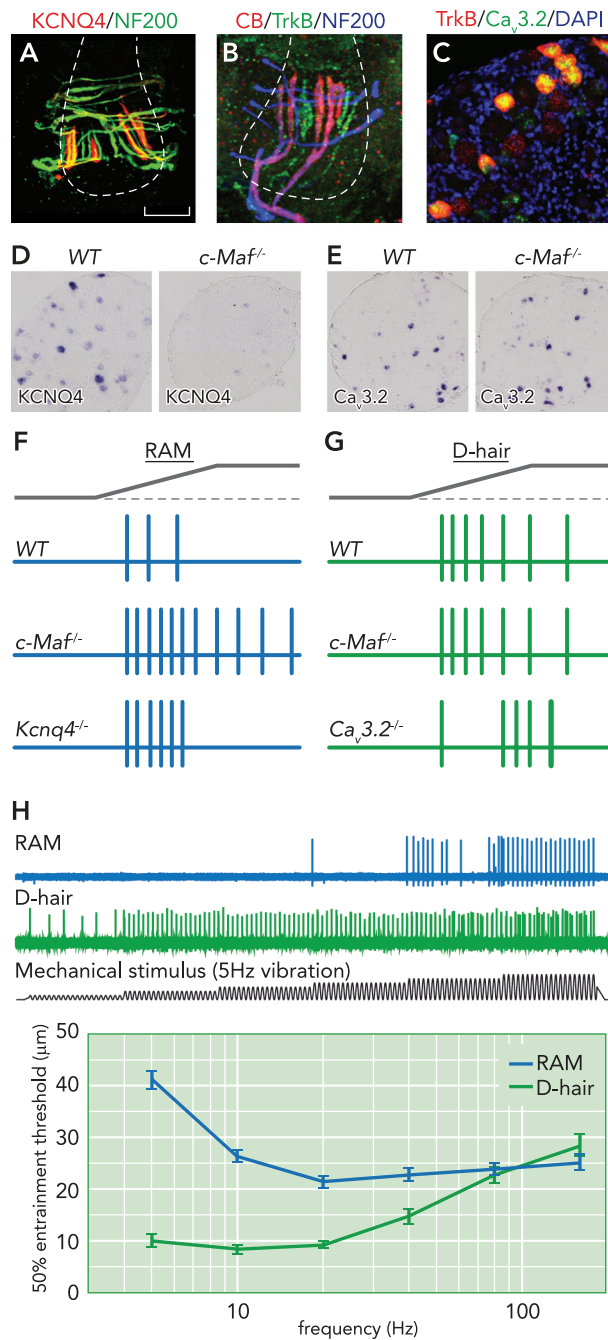 KCNQ4/NF200
A
CB/TrkB/NF200
B
TrkB/Cav3.2/DAPI
C
D
WT
c-Maf-/-
KCNQ4
KCNQ4
E
WT
c-Maf-/-
Cav3.2
Cav3.2
F
RAM
WT
c-Maf-/-
Kcnq4-/-
G
D-hair
WT
c-Maf-/-
Cav3.2-/-
H
RAM
D-hair
Mechanical stimulus (5Hz vibration)
50% entrainment threshold (µm)
50
40
30
20
10
0
RAM
D-hair
10
100
frequency (Hz)